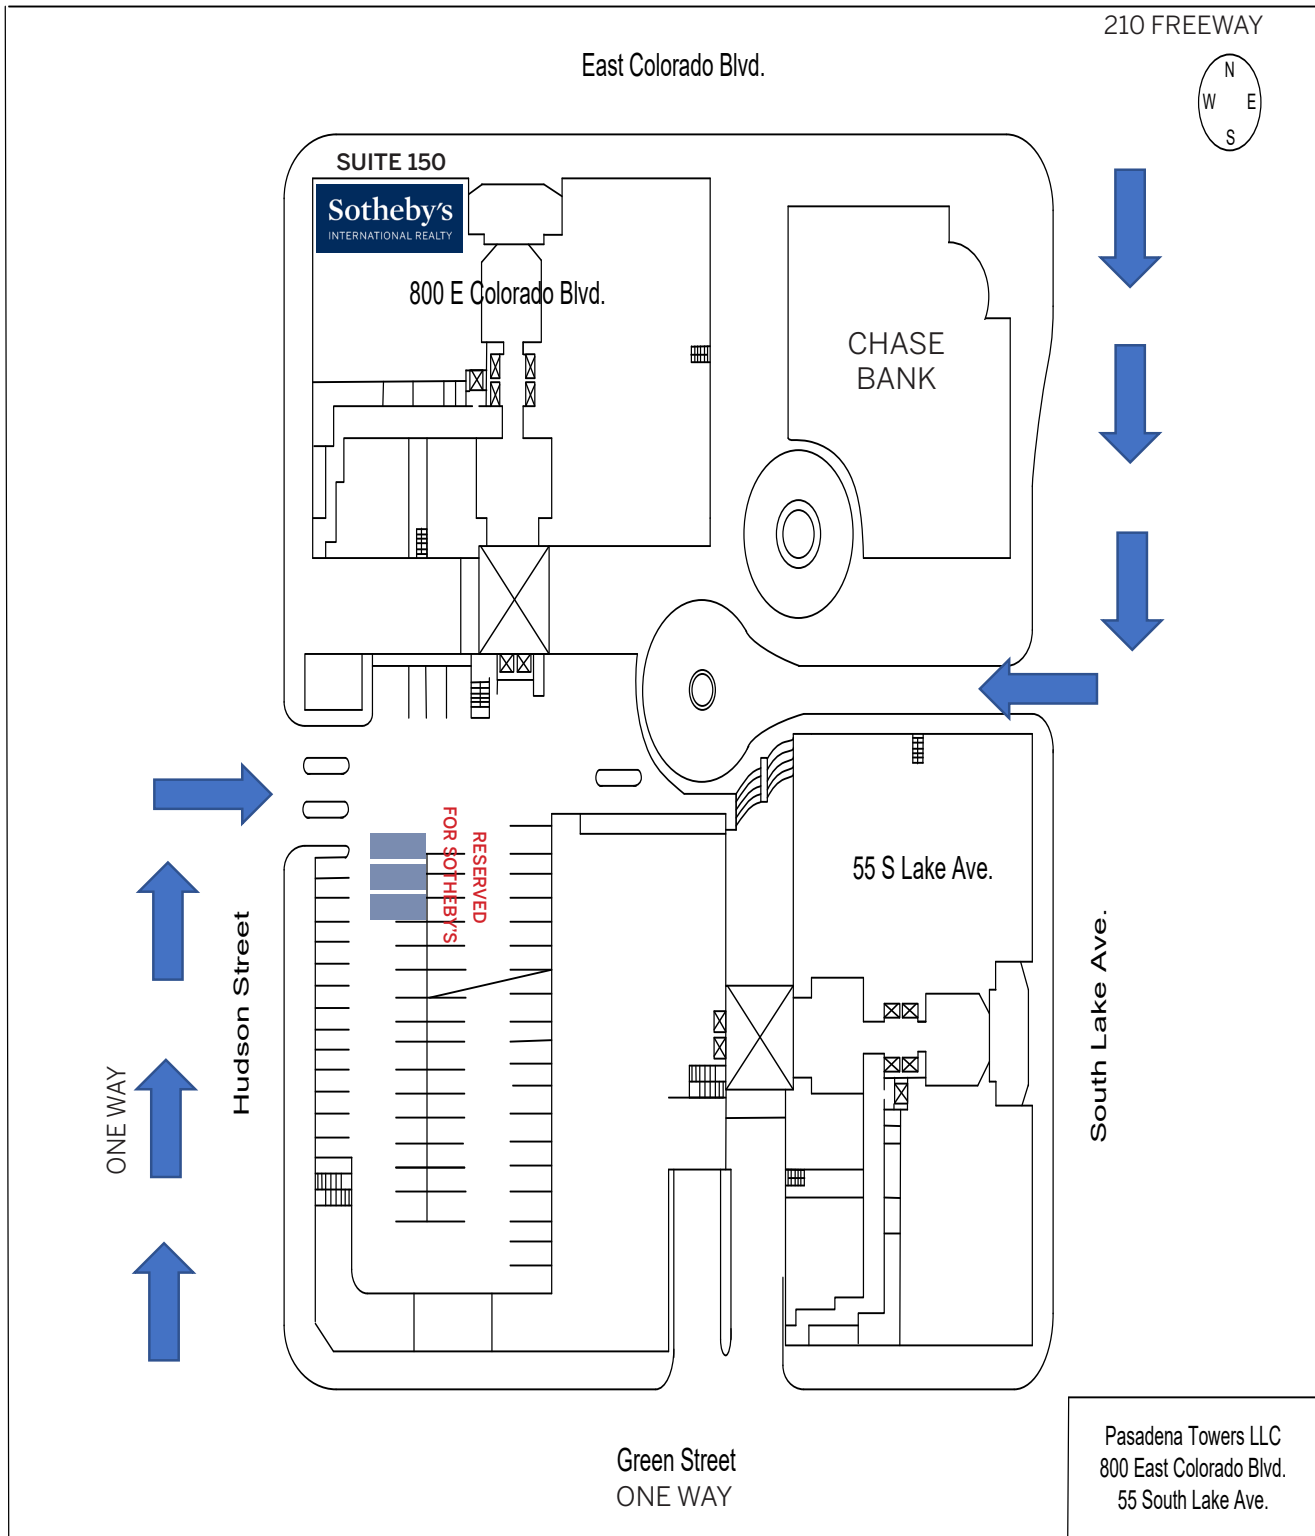 210 FREEWAY
East Colorado Blvd.
N
W E
S
SUITE 150
Sotheby's
INTERNATIONAL REALTY
800 E Colorado Blvd.
CHASE
BANK
RESERVED
FOR SOTHEBY'S
55 S Lake Ave.
Hudson Street
ONE WAY
South Lake Ave.
Green Street
ONE WAY
Pasadena Towers LLC
800 East Colorado Blvd.
55 South Lake Ave.